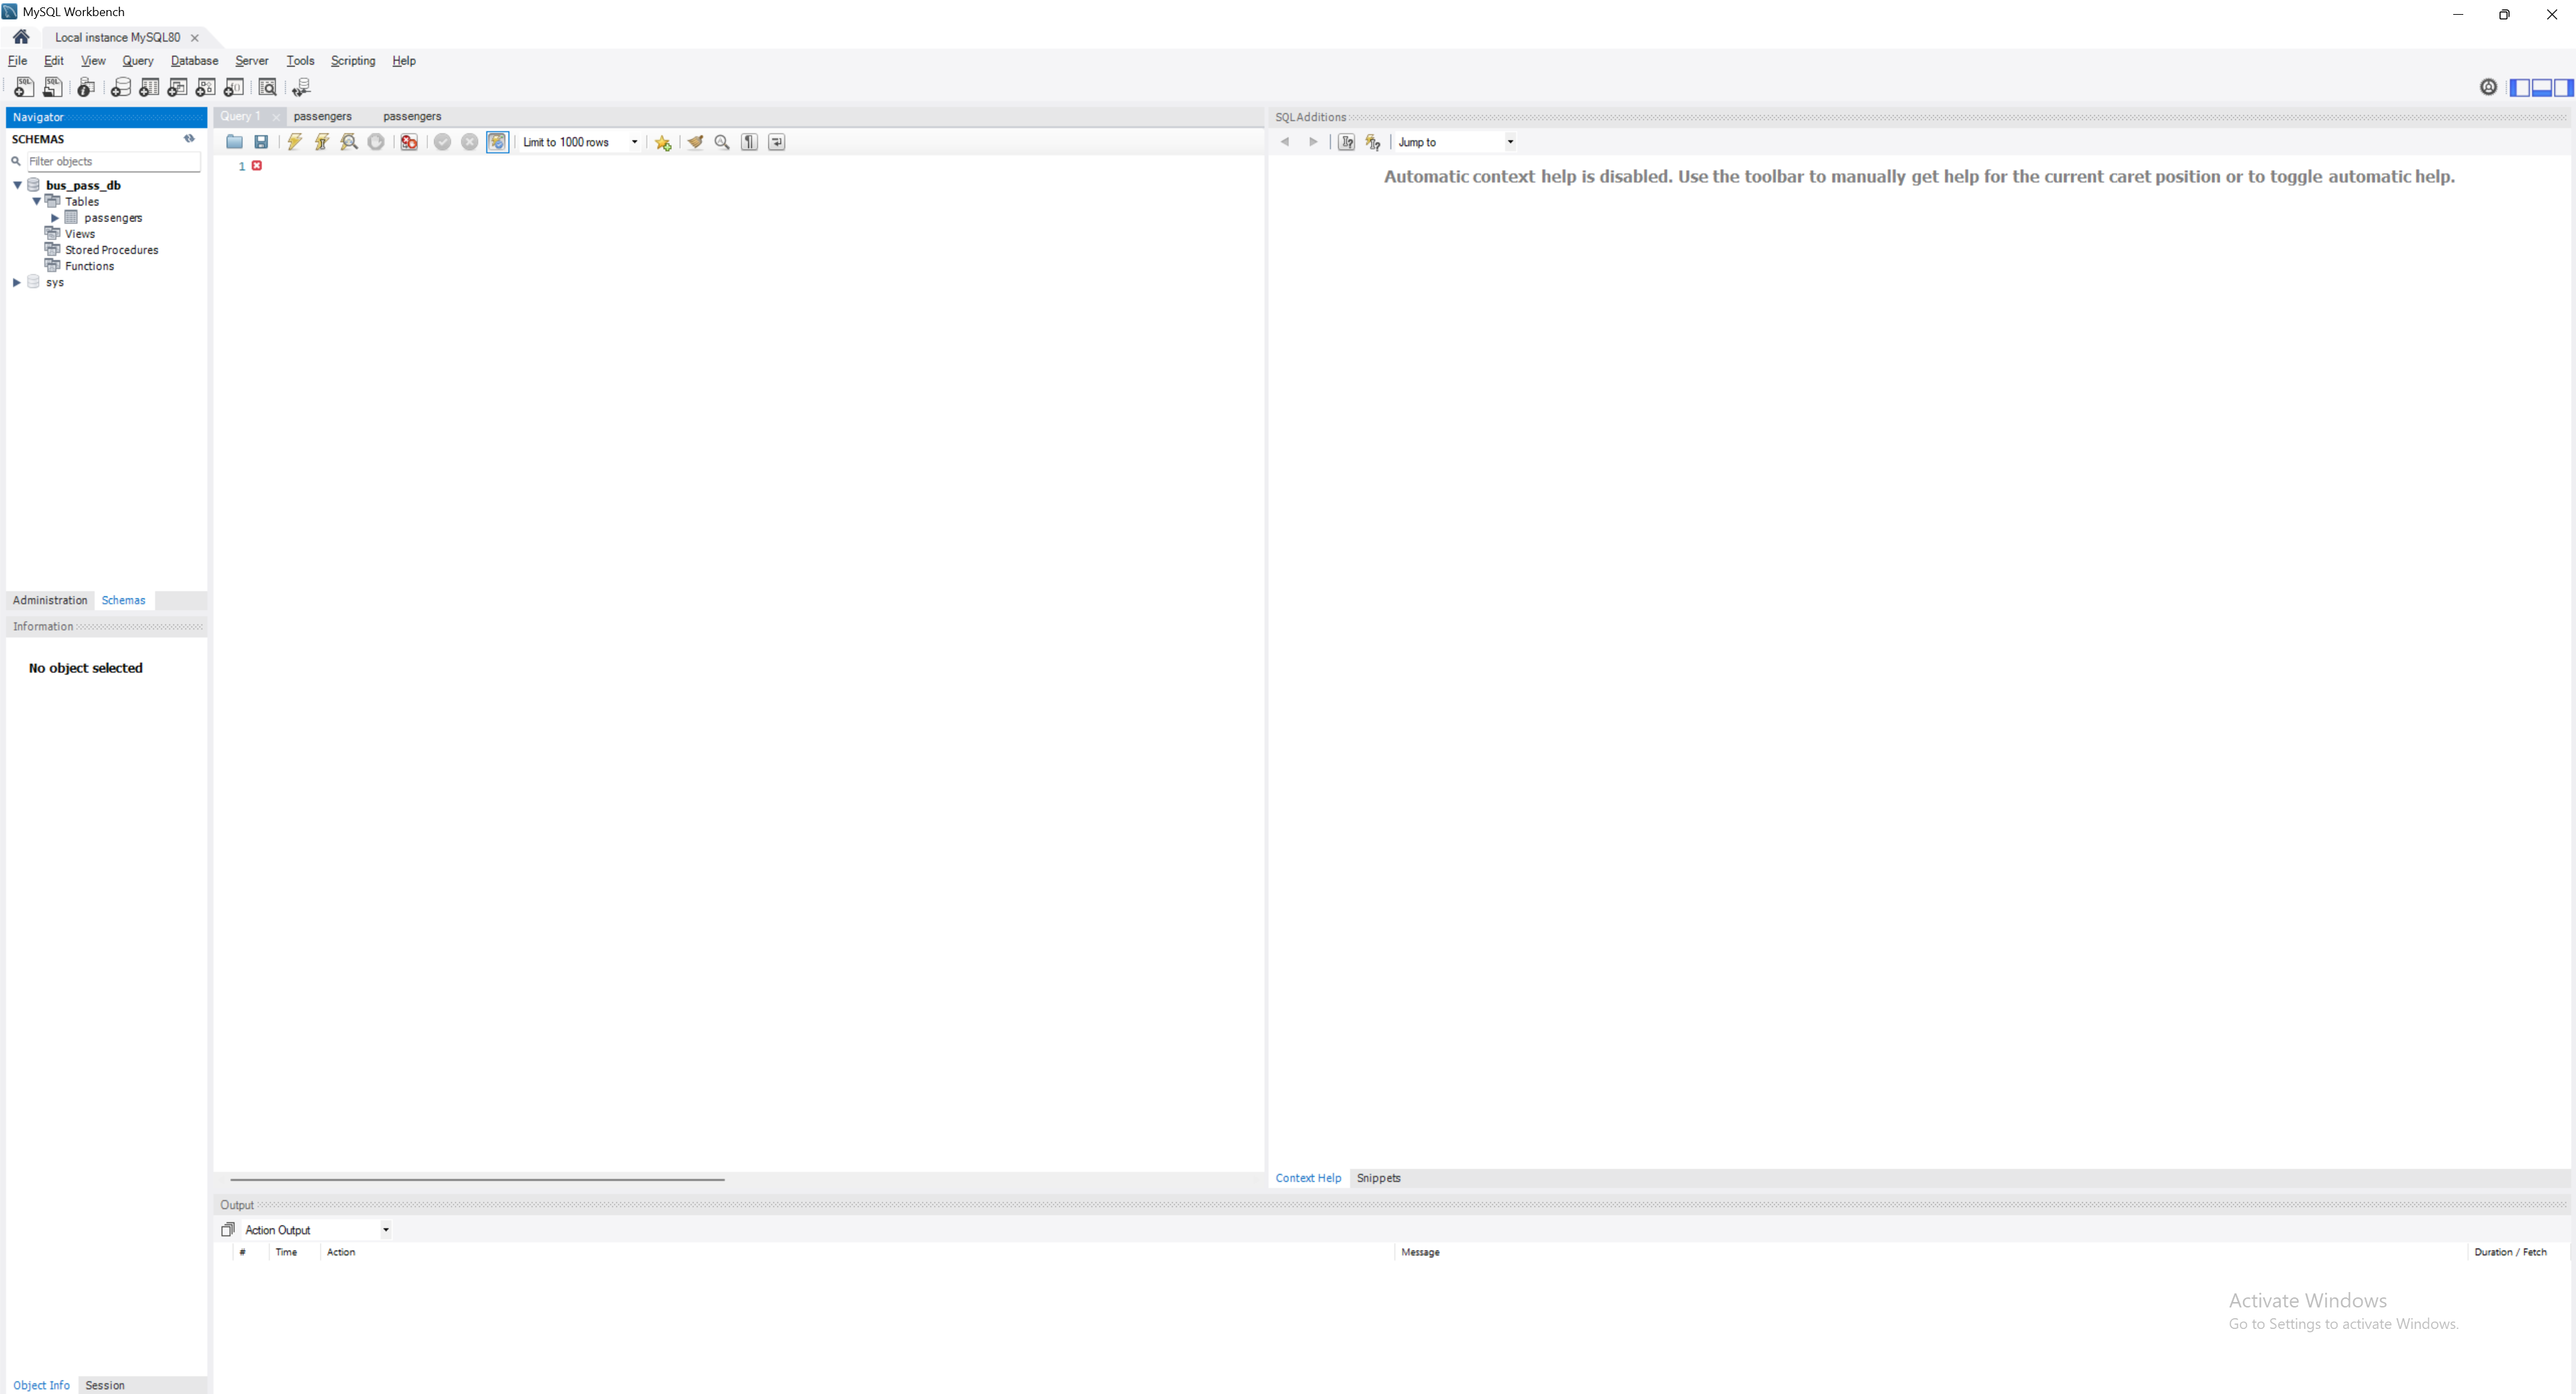 MySQL Workbench
Local instance MySQL80
File Edit View Query Database Server Tools Scripting Help
Navigator
SCHEMAS
Filter objects
bus_pass_db
Tables
passengers
Views
Stored Procedures
Functions
sys
Administration Schemas
Information
No object selected
Object Info Session
Query 1 passengers passengers
Limit to 1000 rows
1
SQLAdditions
Jump to
Automatic context help is disabled. Use the toolbar to manually get help for the current caret position or to toggle automatic help.
Context Help Snippets
Output
Action Output
# Time Action Message Duration / Fetch
Activate Windows
Go to Settings to activate Windows.